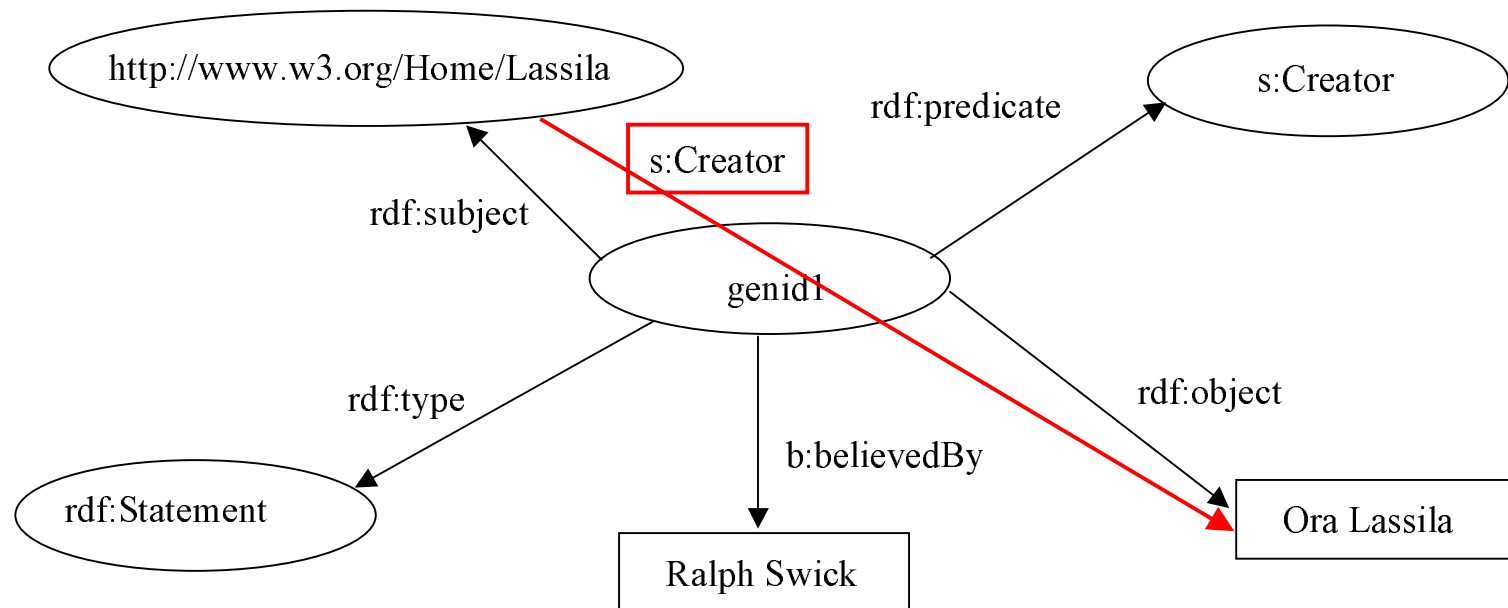 http://www.w3.org/Home/Lassila
s:Creator
rdf:predicate
s:Creator
rdf:subject
genid1
rdf:type
rdf:object
b:believedBy
rdf:Statement
Ora Lassila
Ralph Swick